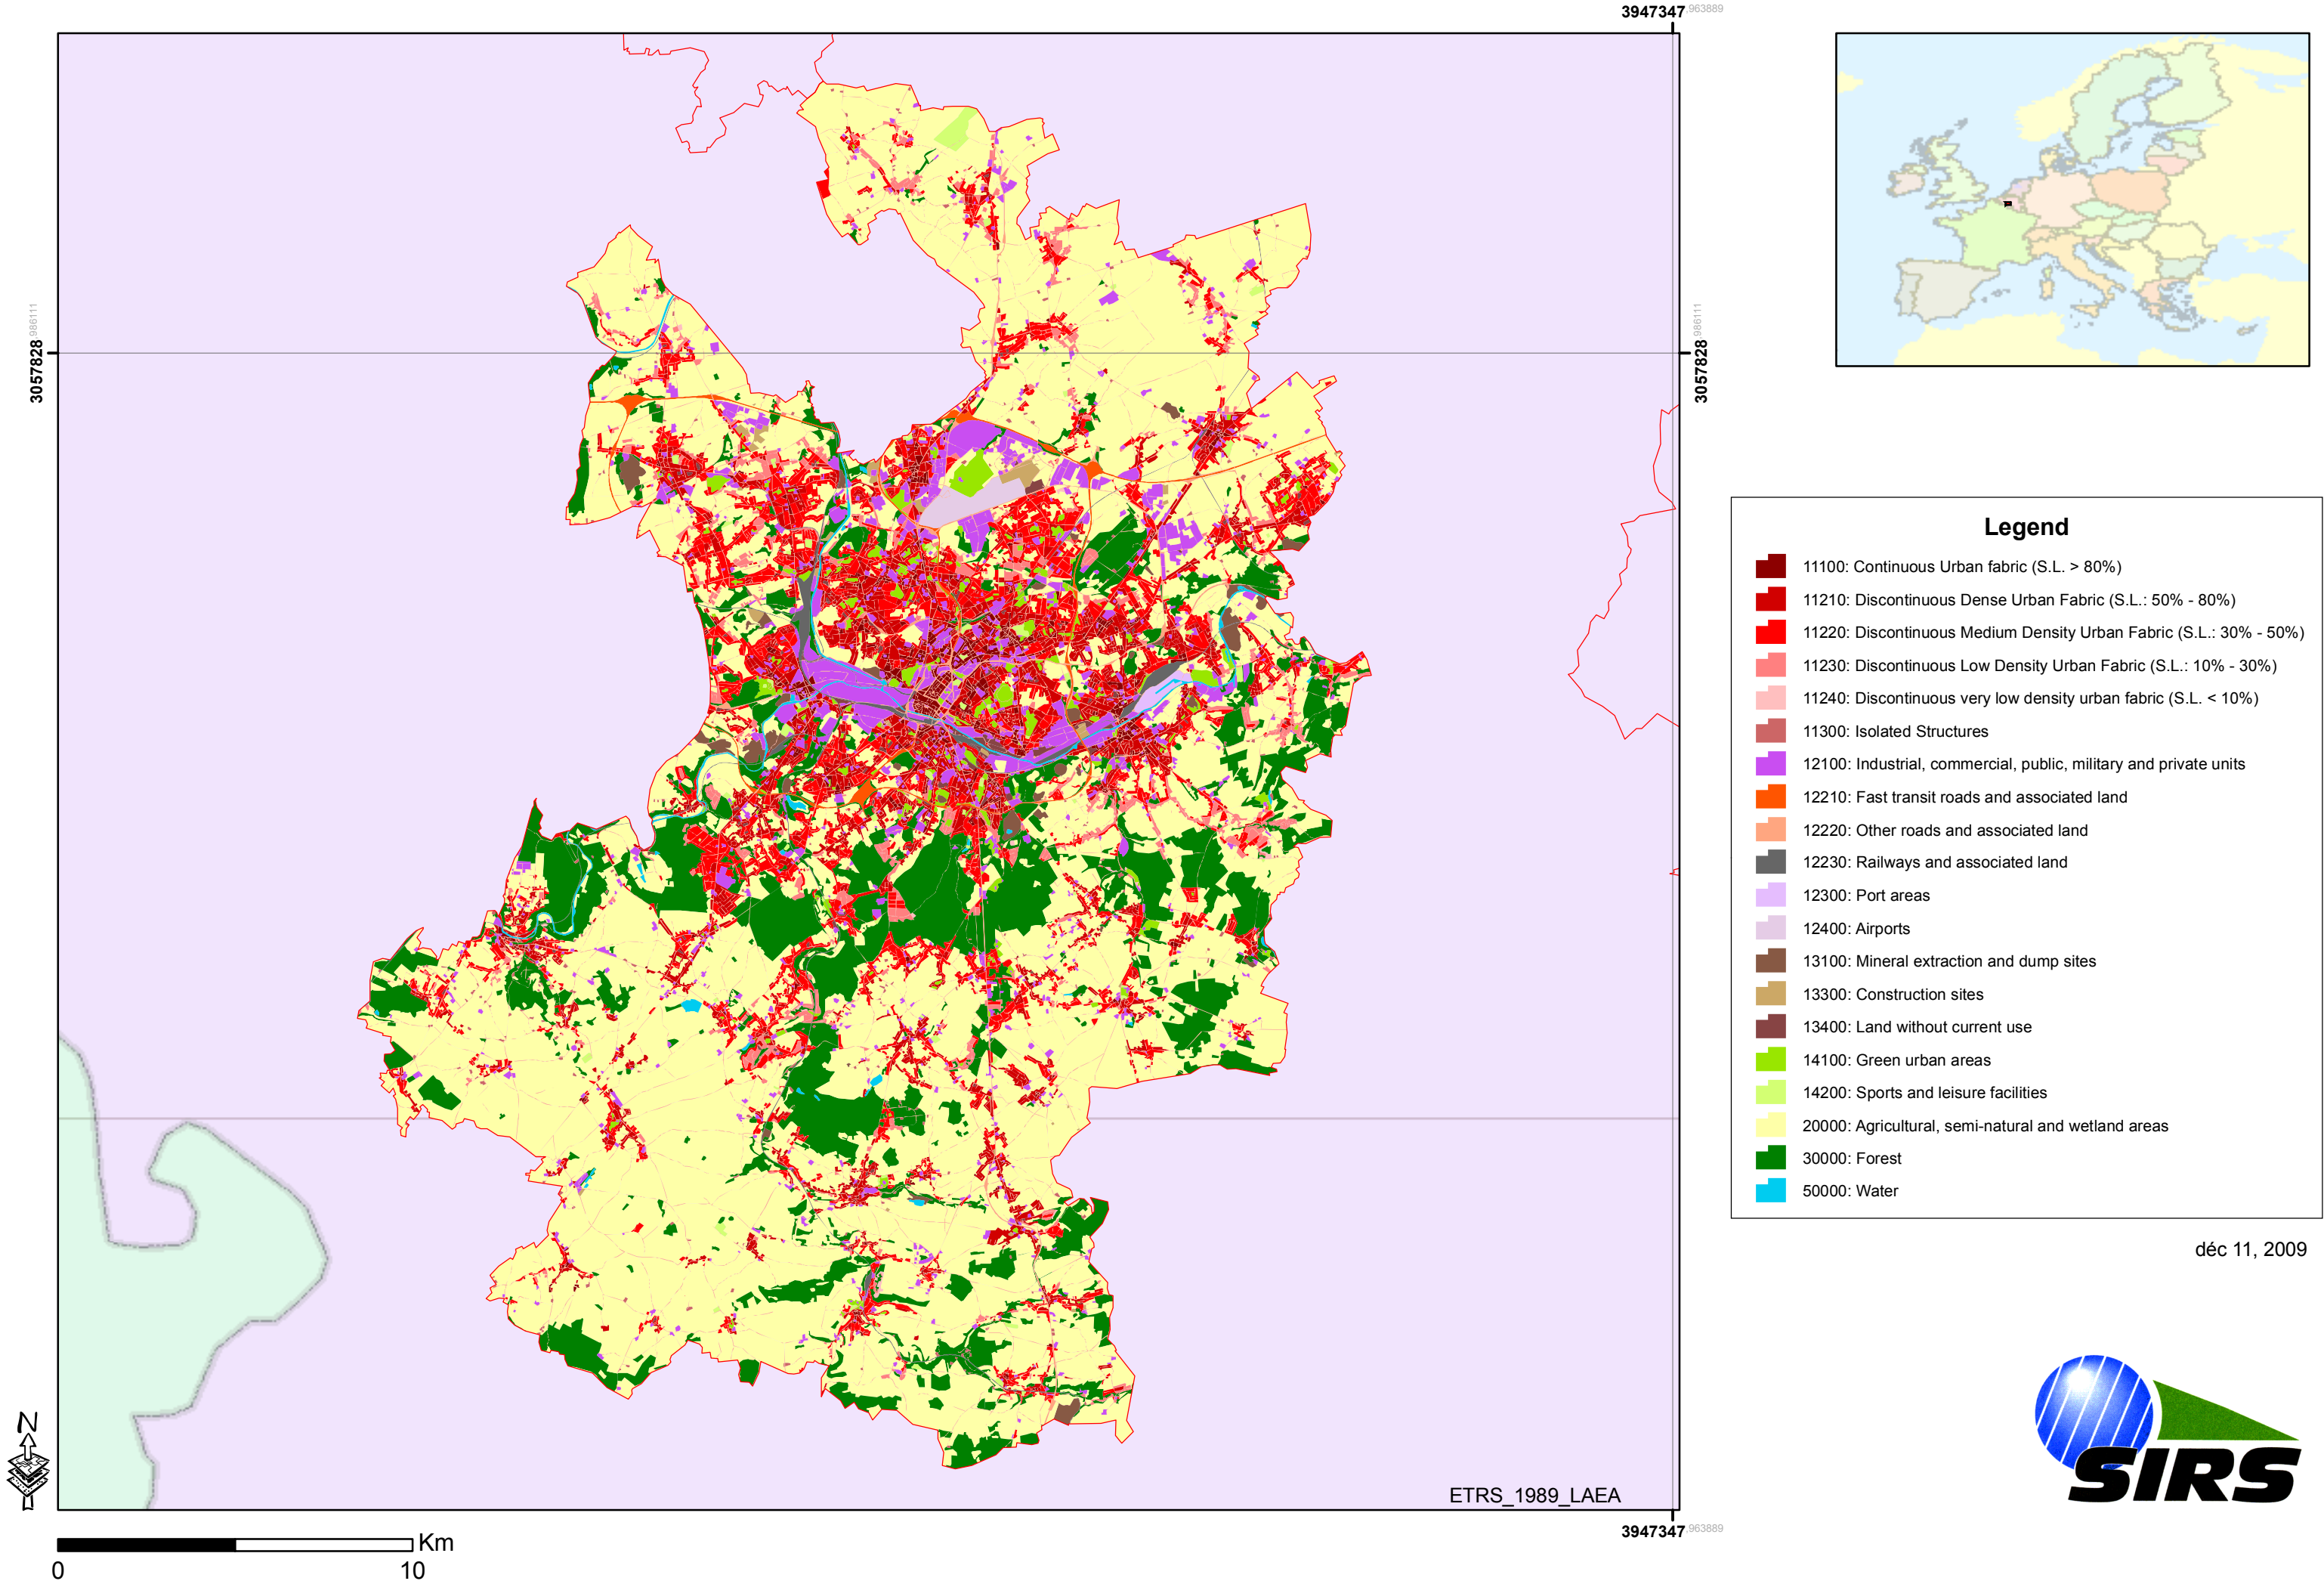 3947347,963889
3057828,986111
3057828,986111
Legend
11100: Continuous Urban fabric (S.L. > 80%)
11210: Discontinuous Dense Urban Fabric (S.L.: 50% - 80%)
11220: Discontinuous Medium Density Urban Fabric (S.L.: 30% - 50%)
11230: Discontinuous Low Density Urban Fabric (S.L.: 10% - 30%)
11240: Discontinuous very low density urban fabric (S.L. < 10%)
11300: Isolated Structures
12100: Industrial, commercial, public, military and private units
12210: Fast transit roads and associated land
12220: Other roads and associated land
12230: Railways and associated land
12300: Port areas
12400: Airports
13100: Mineral extraction and dump sites
13300: Construction sites
13400: Land without current use
14100: Green urban areas
14200: Sports and leisure facilities
20000: Agricultural, semi-natural and wetland areas
30000: Forest
50000: Water
déc 11, 2009
SIRS
N
ETRS_1989_LAEA
3947347,963889
Km
0 10